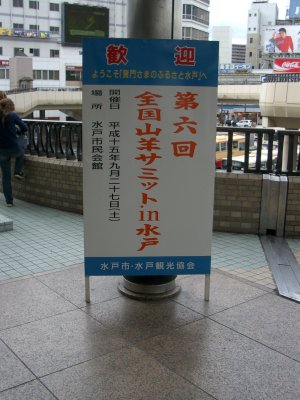 歓迎
ようこそ「黄門さまのふるさと水戸」へ
第六回
全国山羊サミット・in水戸
開催日 平成十五年九月二十七日(土)
場所 水戸市民会館
水戸市・水戸観光協会
Coca-Cola